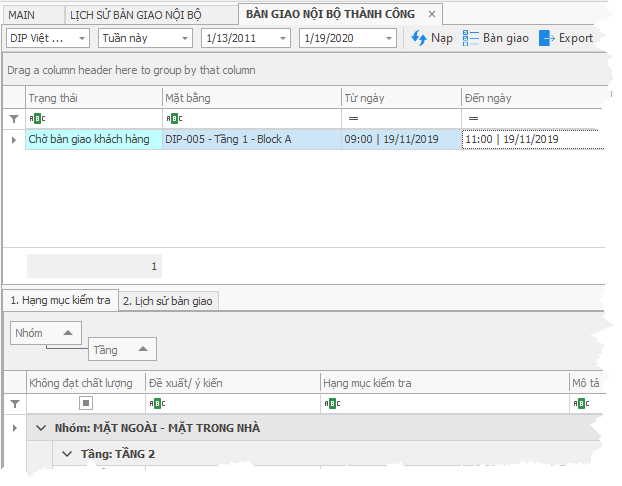 MAIN LỊCH SỬ BÀN GIAO NỘI BỘ BÀN GIAO NỘI BỘ THÀNH CÔNG ×
DIP Việt ... Tuần này 1/13/2011 1/19/2020 Nạp Bàn giao Export
Drag a column header here to group by that column
Trạng thái Mặt bằng Từ ngày Đến ngày
ABC ABC = =
Chờ bàn giao khách hàng DIP-005 - Tầng 1 - Block A 09:00 | 19/11/2019 11:00 | 19/11/2019
1
1. Hạng mục kiểm tra 2. Lịch sử bàn giao
Nhóm
Tầng
Không đạt chất lượng Đề xuất/ ý kiến Hạng mục kiểm tra Mô tả
ABC ABC ABC
Nhóm: MẶT NGOÀI - MẶT TRONG NHÀ
Tầng: TẦNG 2